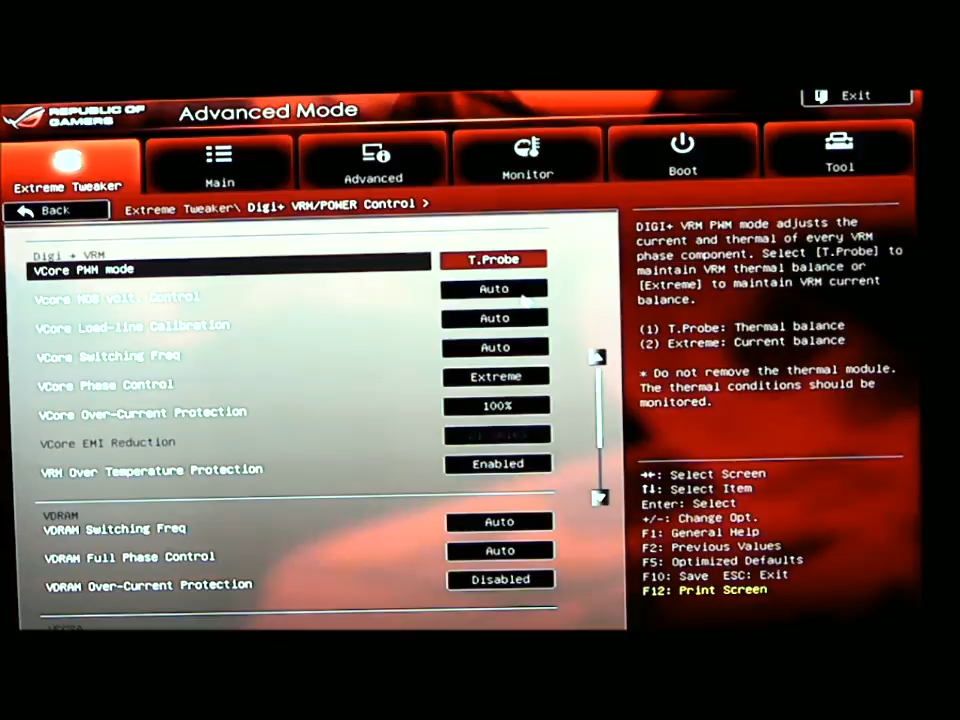 REPUBLIC OF
GAMERS
Advanced Mode
Exit
Extreme Tweaker
Main
Advanced
Monitor
Boot
Tool
Back
Extreme Tweaker\ Digi+ VRM/POWER Control >
Digi + VRM
VCore PWM mode T.Probe
Vcore MOS volt. Control Auto
VCore Load-line Calibration Auto
VCore Switching Freq Auto
VCore Phase Control Extreme
VCore Over-Current Protection 100%
VCore EMI Reduction
VRM Over Temperature Protection Enabled
VDRAM
VDRAM Switching Freq Auto
VDRAM Full Phase Control Auto
VDRAM Over-Current Protection Disabled
DIGI+ VRM PWM mode adjusts the
current and thermal of every VRM
phase component. Select [T.Probe] to
maintain VRM thermal balance or
[Extreme] to maintain VRM current
balance.
(1) T.Probe: Thermal balance
(2) Extreme: Current balance
* Do not remove the thermal module.
The thermal conditions should be
monitored.
→←: Select Screen
↑↓: Select Item
Enter: Select
+/-: Change Opt.
F1: General Help
F2: Previous Values
F5: Optimized Defaults
F10: Save ESC: Exit
F12: Print Screen